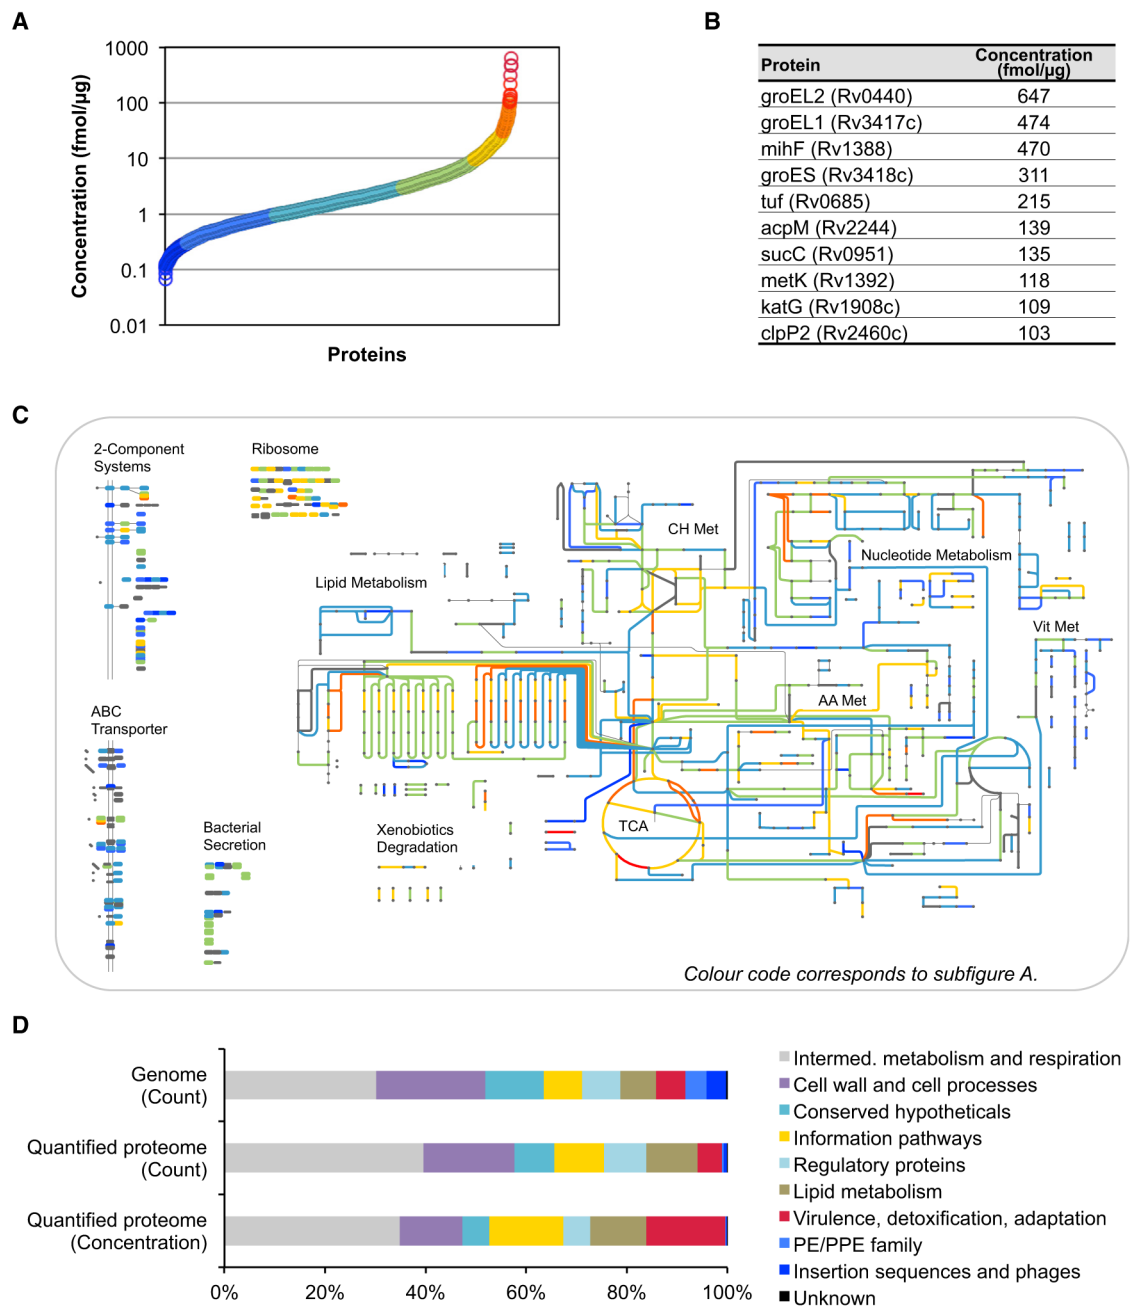 A
1000
100
10
1
0.1
0.01
Concentration (fmol/µg)
Proteins
B
Protein Concentration (fmol/µg)
groEL2 (Rv0440) 647
groEL1 (Rv3417c) 474
mihF (Rv1388) 470
groES (Rv3418c) 311
tuf (Rv0685) 215
acpM (Rv2244) 139
sucC (Rv0951) 135
metK (Rv1392) 118
katG (Rv1908c) 109
clpP2 (Rv2460c) 103
C
2-Component
Systems
Ribosome
CH Met
Nucleotide Metabolism
Lipid Metabolism
Vit Met
AA Met
ABC
Transporter
Bacterial
Secretion
Xenobiotics
Degradation
TCA
Colour code corresponds to subfigure A.
D
Genome
(Count)
Quantified proteome
(Count)
Quantified proteome
(Concentration)
0% 20% 40% 60% 80% 100%
Intermed. metabolism and respiration
Cell wall and cell processes
Conserved hypotheticals
Information pathways
Regulatory proteins
Lipid metabolism
Virulence, detoxification, adaptation
PE/PPE family
Insertion sequences and phages
Unknown